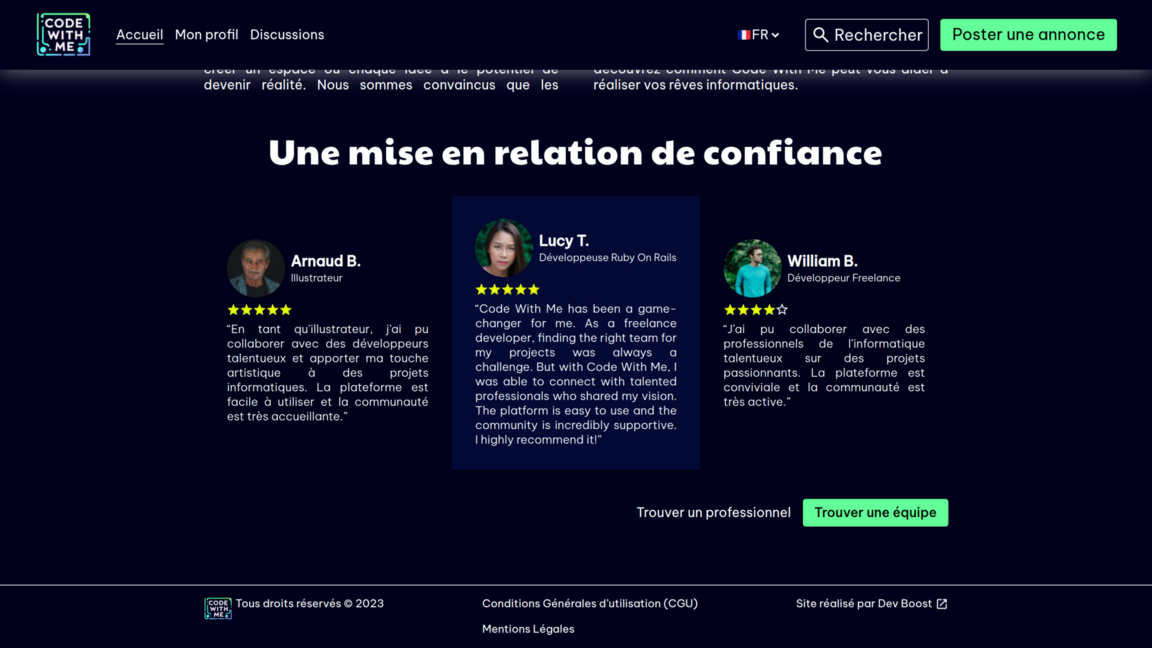 CODE
WITH
ME
Accueil
Mon profil
Discussions
FR
Rechercher
Poster une annonce
créer un espace où chaque idée a le potentiel de
devenir réalité. Nous sommes convaincus que les
découvrez comment Code With Me peut vous aider à
réaliser vos rêves informatiques.
Une mise en relation de confiance
Arnaud B.
Illustrateur
“En tant qu’illustrateur, j’ai pu
collaborer avec des développeurs
talentueux et apporter ma touche
artistique à des projets
informatiques. La plateforme est
facile à utiliser et la communauté
est très accueillante.”
Lucy T.
Développeuse Ruby On Rails
“Code With Me has been a game-
changer for me. As a freelance
developer, finding the right team for
my projects was always a
challenge. But with Code With Me, I
was able to connect with talented
professionals who shared my vision.
The platform is easy to use and the
community is incredibly supportive.
I highly recommend it!”
William B.
Développeur Freelance
“J’ai pu collaborer avec des
professionnels de l’informatique
talentueux sur des projets
passionnants. La plateforme est
conviviale et la communauté est
très active.”
Trouver un professionnel
Trouver une équipe
CODE
WITH
ME
Tous droits réservés © 2023
Conditions Générales d’utilisation (CGU)
Mentions Légales
Site réalisé par Dev Boost